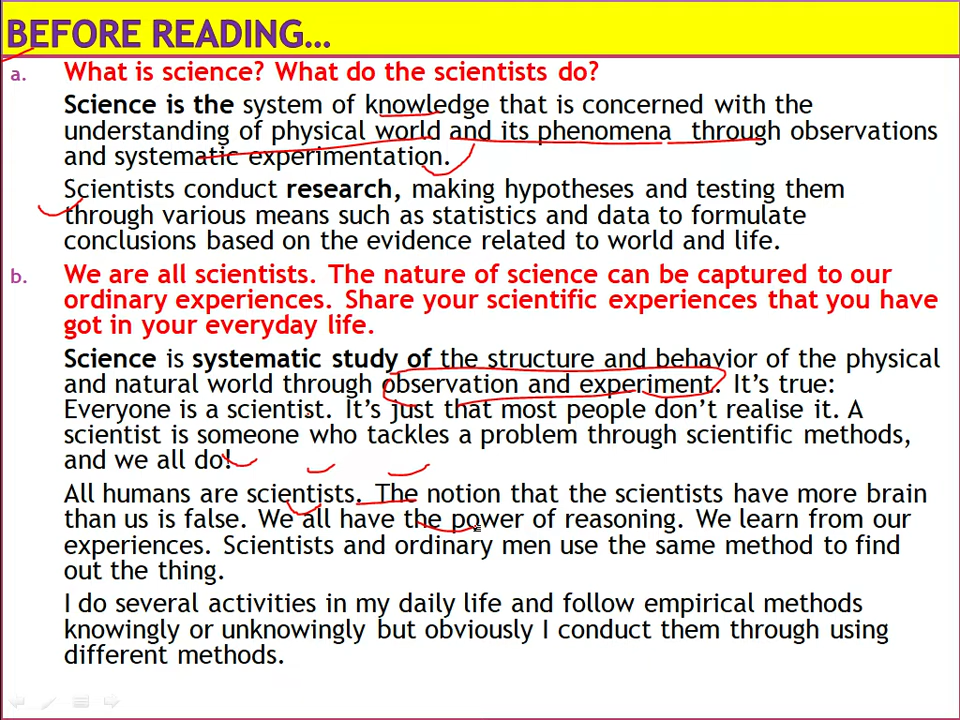 BEFORE READING...
a. What is science? What do the scientists do?
Science is the system of knowledge that is concerned with the
understanding of physical world and its phenomena through observations
and systematic experimentation.
Scientists conduct research, making hypotheses and testing them
through various means such as statistics and data to formulate
conclusions based on the evidence related to world and life.
b. We are all scientists. The nature of science can be captured to our
ordinary experiences. Share your scientific experiences that you have
got in your everyday life.
Science is systematic study of the structure and behavior of the physical
and natural world through observation and experiment. It's true:
Everyone is a scientist. It's just that most people don't realise it. A
scientist is someone who tackles a problem through scientific methods,
and we all do!
All humans are scientists. The notion that the scientists have more brain
than us is false. We all have the power of reasoning. We learn from our
experiences. Scientists and ordinary men use the same method to find
out the thing.
I do several activities in my daily life and follow empirical methods
knowingly or unknowingly but obviously I conduct them through using
different methods.